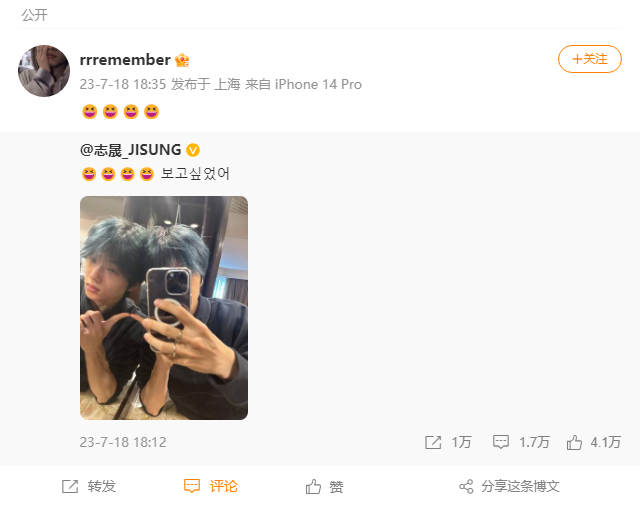 公开
rrremember
+关注
23-7-18 18:35 发布于 上海 来自 iPhone 14 Pro
😆😆😆😆
@志晟_JISUNG
😆😆😆😆 보고싶었어
23-7-18 18:12
1万
1.7万
4.1万
转发
评论
赞
分享这条博文